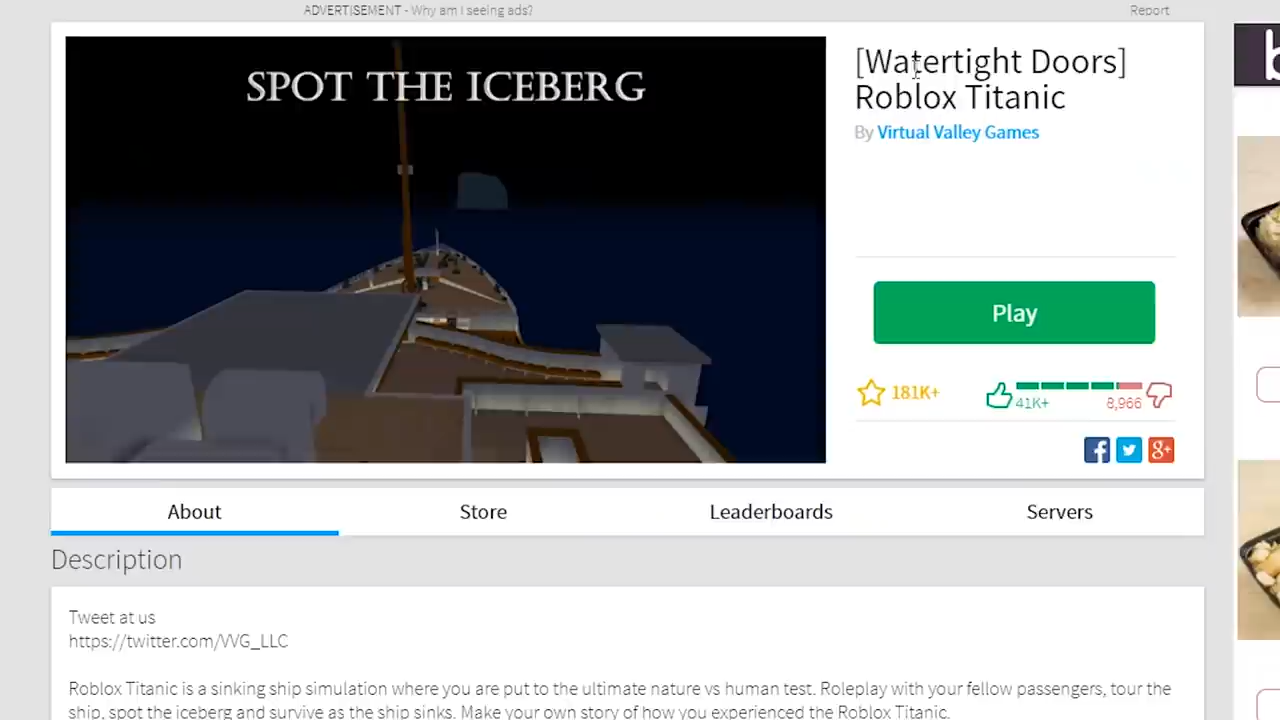 ADVERTISEMENT - Why am I seeing ads?
Report
SPOT THE ICEBERG
[Watertight Doors]
Roblox Titanic
By Virtual Valley Games
Play
181K+
41K+
8,966
About
Store
Leaderboards
Servers
Description
Tweet at us
https://twitter.com/VVG_LLC
Roblox Titanic is a sinking ship simulation where you are put to the ultimate nature vs human test. Roleplay with your fellow passengers, tour the
ship, spot the iceberg and survive as the ship sinks. Make your own story of how you experienced the Roblox Titanic.